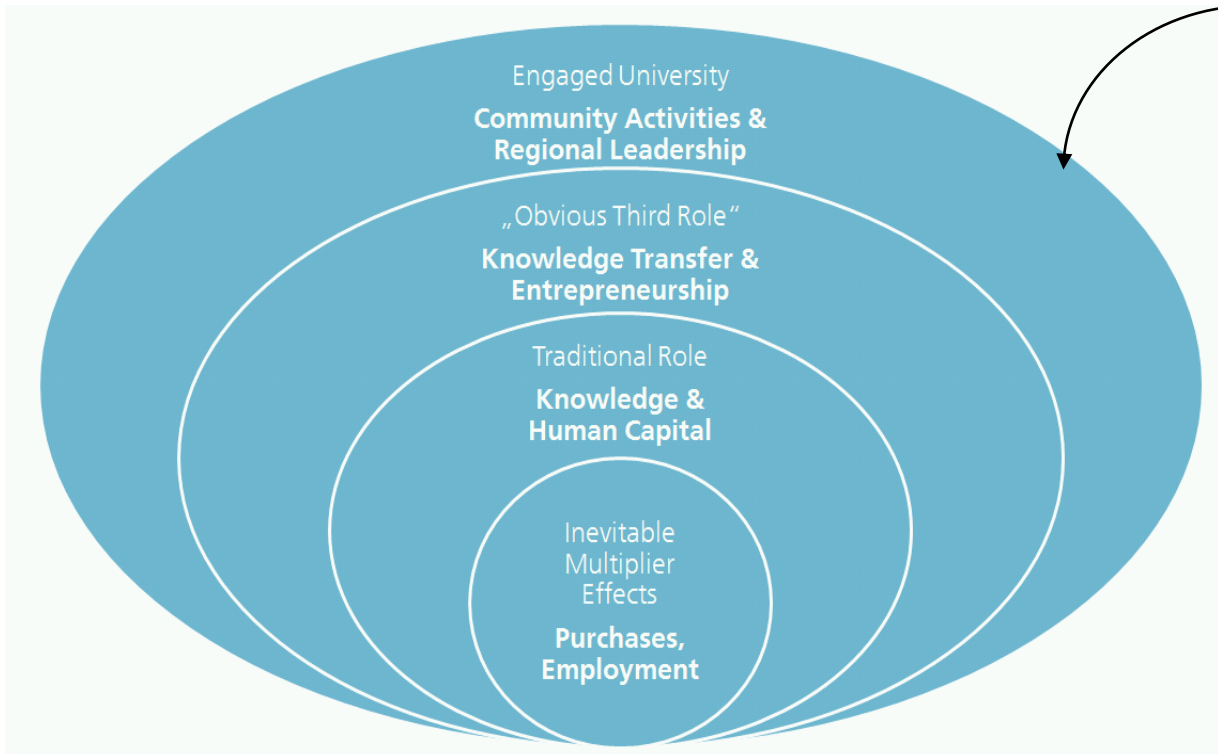 Engaged University
Community Activities &
Regional Leadership
„Obvious Third Role“
Knowledge Transfer &
Entrepreneurship
Traditional Role
Knowledge &
Human Capital
Inevitable
Multiplier
Effects
Purchases,
Employment